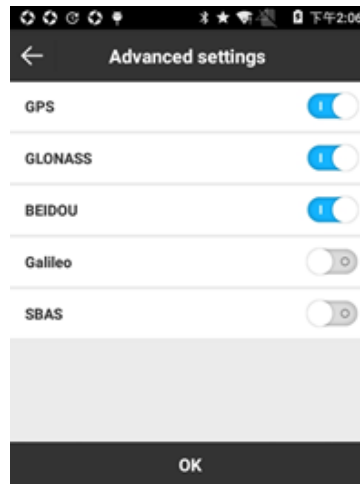 下午2:06
Advanced settings
GPS
GLONASS
BEIDOU
Galileo
SBAS
OK